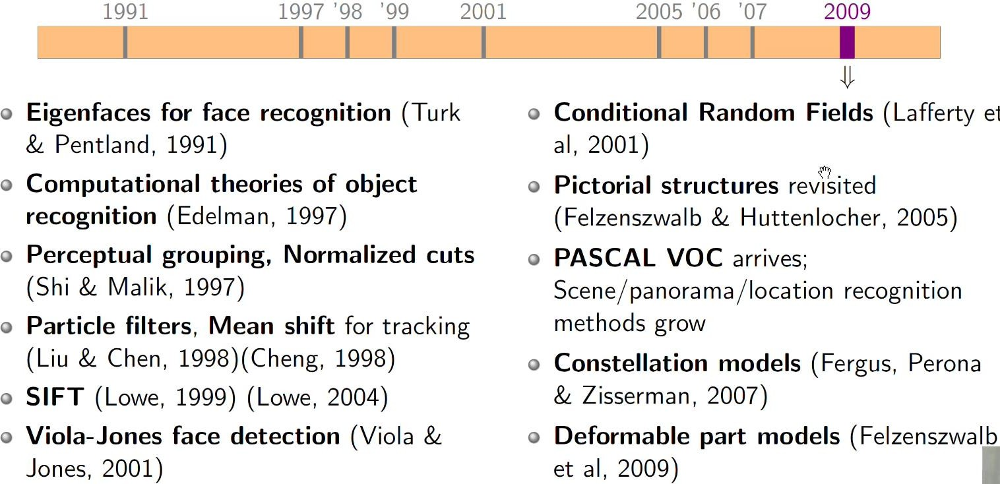 1991 1997 '98 '99 2001 2005 '06 '07 2009
Eigenfaces for face recognition (Turk
& Pentland, 1991)
Computational theories of object
recognition (Edelman, 1997)
Perceptual grouping, Normalized cuts
(Shi & Malik, 1997)
Particle filters, Mean shift for tracking
(Liu & Chen, 1998)(Cheng, 1998)
SIFT (Lowe, 1999) (Lowe, 2004)
Viola-Jones face detection (Viola &
Jones, 2001)
Conditional Random Fields (Lafferty et
al, 2001)
Pictorial structures revisited
(Felzenszwalb & Huttenlocher, 2005)
PASCAL VOC arrives;
Scene/panorama/location recognition
methods grow
Constellation models (Fergus, Perona
& Zisserman, 2007)
Deformable part models (Felzenszwalb
et al, 2009)